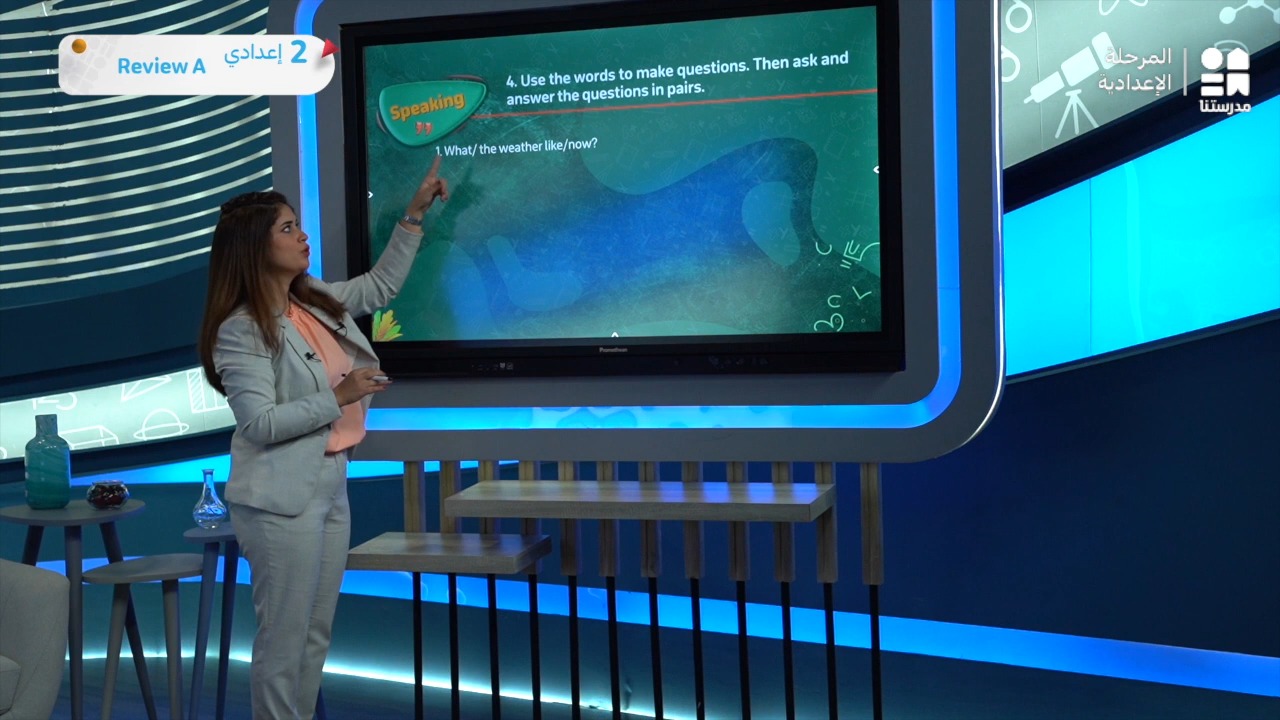 2 إعدادي
Review A
المرحلة
الإعدادية
مدرستنا
Speaking
4. Use the words to make questions. Then ask and
answer the questions in pairs.
1. What/ the weather like/now?
Promethean